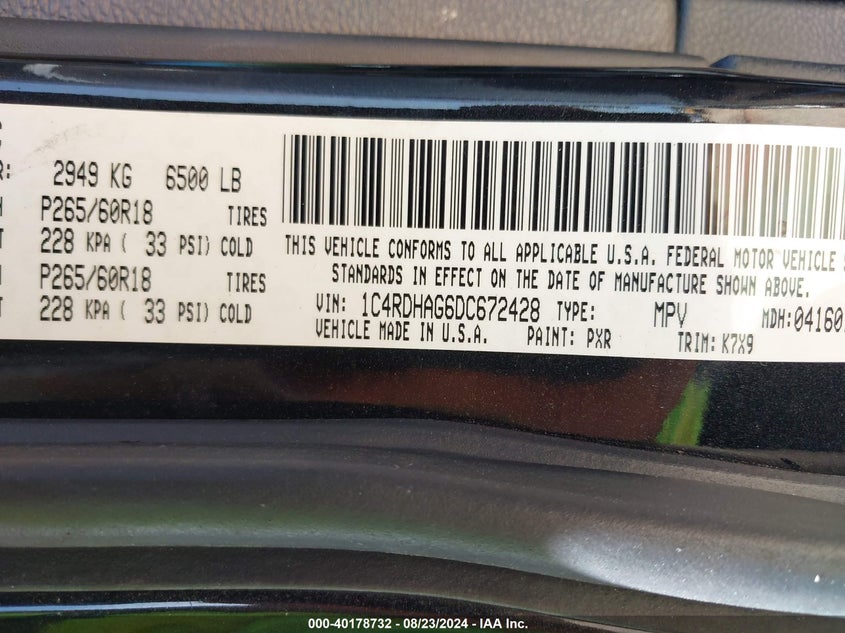 2949 KG 6500 LB
P265/60R18 TIRES
228 KPA ( 33 PSI) COLD
P265/60R18 TIRES
228 KPA ( 33 PSI) COLD
THIS VEHICLE CONFORMS TO ALL APPLICABLE U.S.A. FEDERAL MOTOR VEHICLE
STANDARDS IN EFFECT ON THE DATE OF MANUFACTURE SHOWN ABOVE.
VIN: 1C4RDHAG6DC672428 TYPE: MPV MDH:04160
VEHICLE MADE IN U.S.A. PAINT: PXR TRIM: K7X9
000-40178732 - 08/23/2024 - IAA Inc.